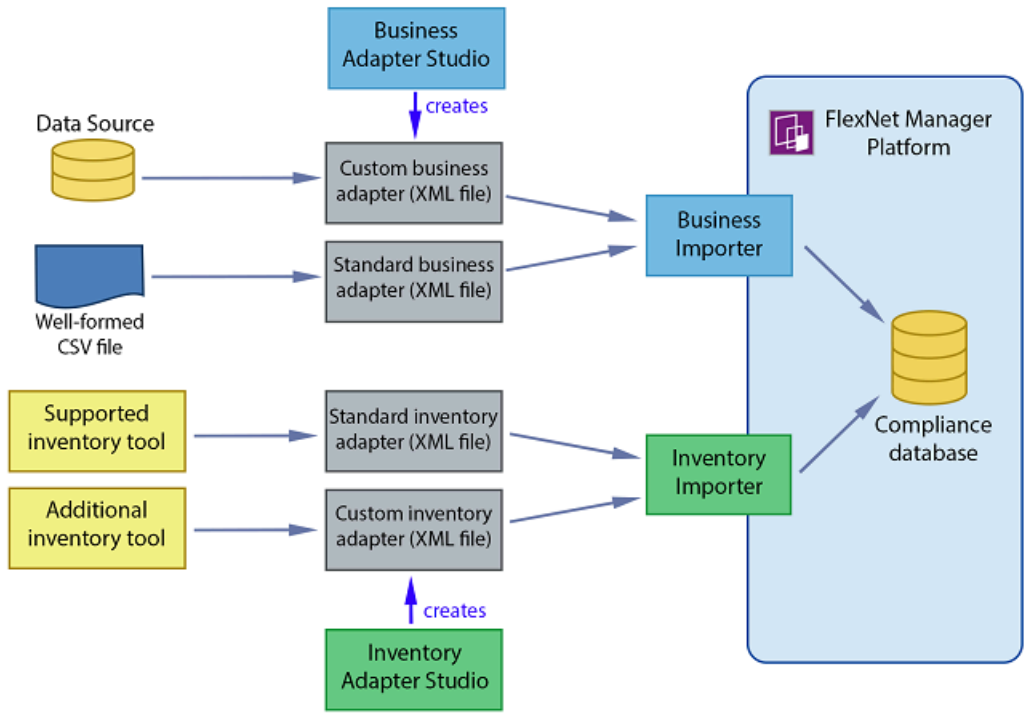 Business
Adapter Studio
creates
Data Source
Custom business
adapter (XML file)
FlexNet Manager
Platform
Business
Importer
Standard business
adapter (XML file)
Well-formed
CSV file
Supported
inventory tool
Standard inventory
adapter (XML file)
Compliance
database
Inventory
Importer
Additional
inventory tool
Custom inventory
adapter (XML file)
creates
Inventory
Adapter Studio